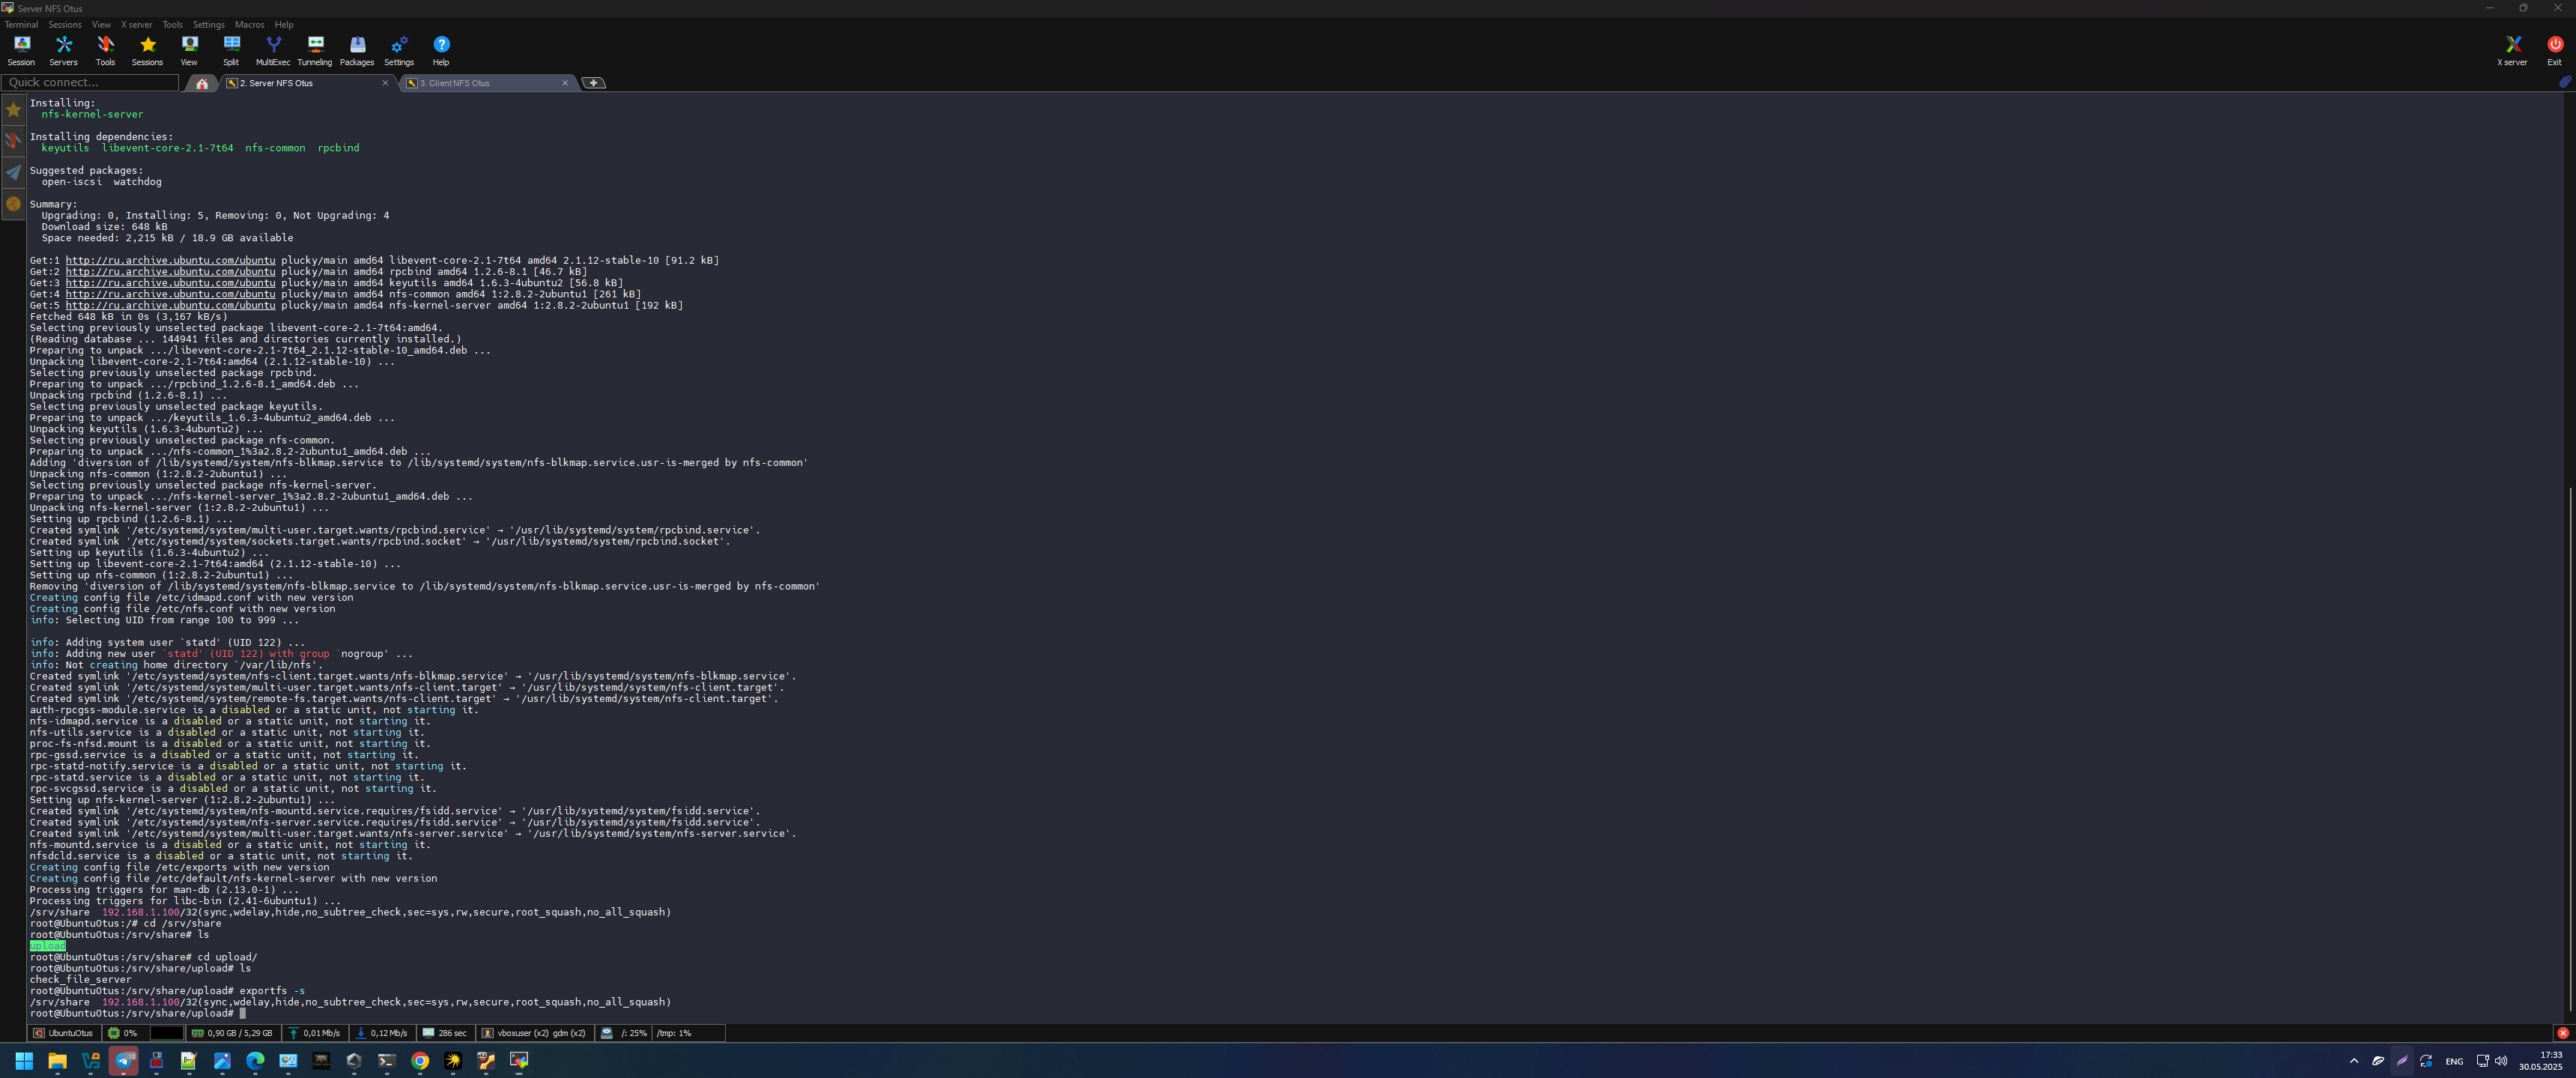 Server NFS Otus
Terminal Sessions View X server Tools Settings Macros Help
Session Servers Tools Sessions View Split MultiExec Tunneling Packages Settings Help X server Exit
Quick connect... 2. Server NFS Otus 3. Client NFS Otus
Installing:
nfs-kernel-server
Installing dependencies:
keyutils libevent-core-2.1-7t64 nfs-common rpcbind
Suggested packages:
open-iscsi watchdog
Summary:
Upgrading: 0, Installing: 5, Removing: 0, Not Upgrading: 4
Download size: 648 kB
Space needed: 2,215 kB / 18.9 GB available
Get:1 http://ru.archive.ubuntu.com/ubuntu plucky/main amd64 libevent-core-2.1-7t64 amd64 2.1.12-stable-10 [91.2 kB]
Get:2 http://ru.archive.ubuntu.com/ubuntu plucky/main amd64 rpcbind amd64 1.2.6-8.1 [46.7 kB]
Get:3 http://ru.archive.ubuntu.com/ubuntu plucky/main amd64 keyutils amd64 1.6.3-4ubuntu2 [56.8 kB]
Get:4 http://ru.archive.ubuntu.com/ubuntu plucky/main amd64 nfs-common amd64 1:2.8.2-2ubuntu1 [261 kB]
Get:5 http://ru.archive.ubuntu.com/ubuntu plucky/main amd64 nfs-kernel-server amd64 1:2.8.2-2ubuntu1 [192 kB]
Fetched 648 kB in 0s (3,167 kB/s)
Selecting previously unselected package libevent-core-2.1-7t64:amd64.
(Reading database ... 144941 files and directories currently installed.)
Preparing to unpack .../libevent-core-2.1-7t64_2.1.12-stable-10_amd64.deb ...
Unpacking libevent-core-2.1-7t64:amd64 (2.1.12-stable-10) ...
Selecting previously unselected package rpcbind.
Preparing to unpack .../rpcbind_1.2.6-8.1_amd64.deb ...
Unpacking rpcbind (1.2.6-8.1) ...
Selecting previously unselected package keyutils.
Preparing to unpack .../keyutils_1.6.3-4ubuntu2_amd64.deb ...
Unpacking keyutils (1.6.3-4ubuntu2) ...
Selecting previously unselected package nfs-common.
Preparing to unpack .../nfs-common_1%3a2.8.2-2ubuntu1_amd64.deb ...
Adding 'diversion of /lib/systemd/system/nfs-blkmap.service to /lib/systemd/system/nfs-blkmap.service.usr-is-merged by nfs-common'
Unpacking nfs-common (1:2.8.2-2ubuntu1) ...
Selecting previously unselected package nfs-kernel-server.
Preparing to unpack .../nfs-kernel-server_1%3a2.8.2-2ubuntu1_amd64.deb ...
Unpacking nfs-kernel-server (1:2.8.2-2ubuntu1) ...
Setting up rpcbind (1.2.6-8.1) ...
Created symlink '/etc/systemd/system/multi-user.target.wants/rpcbind.service' → '/usr/lib/systemd/system/rpcbind.service'.
Created symlink '/etc/systemd/system/sockets.target.wants/rpcbind.socket' → '/usr/lib/systemd/system/rpcbind.socket'.
Setting up keyutils (1.6.3-4ubuntu2) ...
Setting up libevent-core-2.1-7t64:amd64 (2.1.12-stable-10) ...
Setting up nfs-common (1:2.8.2-2ubuntu1) ...
Removing 'diversion of /lib/systemd/system/nfs-blkmap.service to /lib/systemd/system/nfs-blkmap.service.usr-is-merged by nfs-common'
Creating config file /etc/idmapd.conf with new version
Creating config file /etc/nfs.conf with new version
info: Selecting UID from range 100 to 999 ...
info: Adding system user `statd' (UID 122) ...
info: Adding new user `statd' (UID 122) with group `nogroup' ...
info: Not creating home directory `/var/lib/nfs'.
Created symlink '/etc/systemd/system/nfs-client.target.wants/nfs-blkmap.service' → '/usr/lib/systemd/system/nfs-blkmap.service'.
Created symlink '/etc/systemd/system/multi-user.target.wants/nfs-client.target' → '/usr/lib/systemd/system/nfs-client.target'.
Created symlink '/etc/systemd/system/remote-fs.target.wants/nfs-client.target' → '/usr/lib/systemd/system/nfs-client.target'.
auth-rpcgss-module.service is a disabled or a static unit, not starting it.
nfs-idmapd.service is a disabled or a static unit, not starting it.
nfs-utils.service is a disabled or a static unit, not starting it.
proc-fs-nfsd.mount is a disabled or a static unit, not starting it.
rpc-gssd.service is a disabled or a static unit, not starting it.
rpc-statd-notify.service is a disabled or a static unit, not starting it.
rpc-statd.service is a disabled or a static unit, not starting it.
rpc-svcgssd.service is a disabled or a static unit, not starting it.
Setting up nfs-kernel-server (1:2.8.2-2ubuntu1) ...
Created symlink '/etc/systemd/system/nfs-mountd.service.requires/fsidd.service' → '/usr/lib/systemd/system/fsidd.service'.
Created symlink '/etc/systemd/system/nfs-server.service.requires/fsidd.service' → '/usr/lib/systemd/system/fsidd.service'.
Created symlink '/etc/systemd/system/multi-user.target.wants/nfs-server.service' → '/usr/lib/systemd/system/nfs-server.service'.
nfs-mountd.service is a disabled or a static unit, not starting it.
nfsdcld.service is a disabled or a static unit, not starting it.
Creating config file /etc/exports with new version
Creating config file /etc/default/nfs-kernel-server with new version
Processing triggers for man-db (2.13.0-1) ...
Processing triggers for libc-bin (2.41-6ubuntu1) ...
/srv/share 192.168.1.100/32(sync,wdelay,hide,no_subtree_check,sec=sys,rw,secure,root_squash,no_all_squash)
root@UbuntuOtus:/# cd /srv/share
root@UbuntuOtus:/srv/share# ls
upload
root@UbuntuOtus:/srv/share# cd upload/
root@UbuntuOtus:/srv/share/upload# ls
check_file_server
root@UbuntuOtus:/srv/share/upload# exportfs -s
/srv/share 192.168.1.100/32(sync,wdelay,hide,no_subtree_check,sec=sys,rw,secure,root_squash,no_all_squash)
root@UbuntuOtus:/srv/share/upload#
UbuntuOtus 0% 0,90 GB / 5,29 GB 0,01 Mb/s 0,12 Mb/s 286 sec vboxuser (x2) gdm (x2) /: 25% /tmp: 1%
10 ENG 17:33
30.05.2025